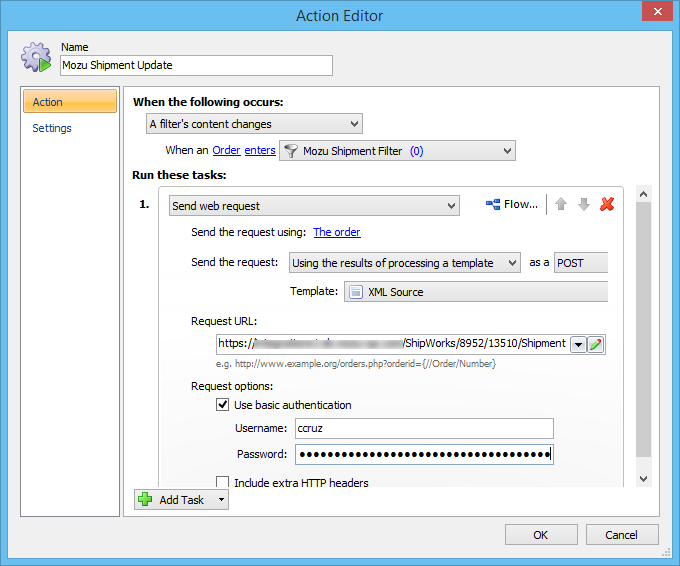 Action Editor
Name
Mozu Shipment Update
Action
Settings
When the following occurs:
A filter's content changes
When an Order enters Mozu Shipment Filter (0)
Run these tasks:
1. Send web request Flow...
Send the request using: The order
Send the request: Using the results of processing a template as a POST
Template: XML Source
Request URL:
https:/ /ShipWorks/8952/13510/Shipment
e.g. http://www.example.org/orders.php?orderid={//Order/Number}
Request options:
Use basic authentication
Username: ccruz
Password: ●●●●●●●●●●●●●●●●●●●●●●●●●●●●●●●●●●●●
Include extra HTTP headers
Add Task
OK Cancel